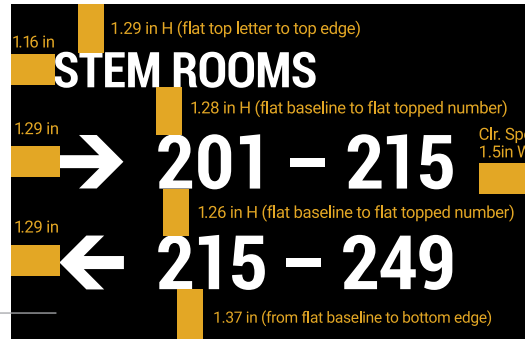 1.29 in H (flat top letter to top edge)
1.16 in
STEM ROOMS
1.28 in H (flat baseline to flat topped number)
1.29 in
→ 201 – 215
Clr. Spe
1.5in W
1.26 in H (flat baseline to flat topped number)
1.29 in
← 215 – 249
1.37 in (from flat baseline to bottom edge)